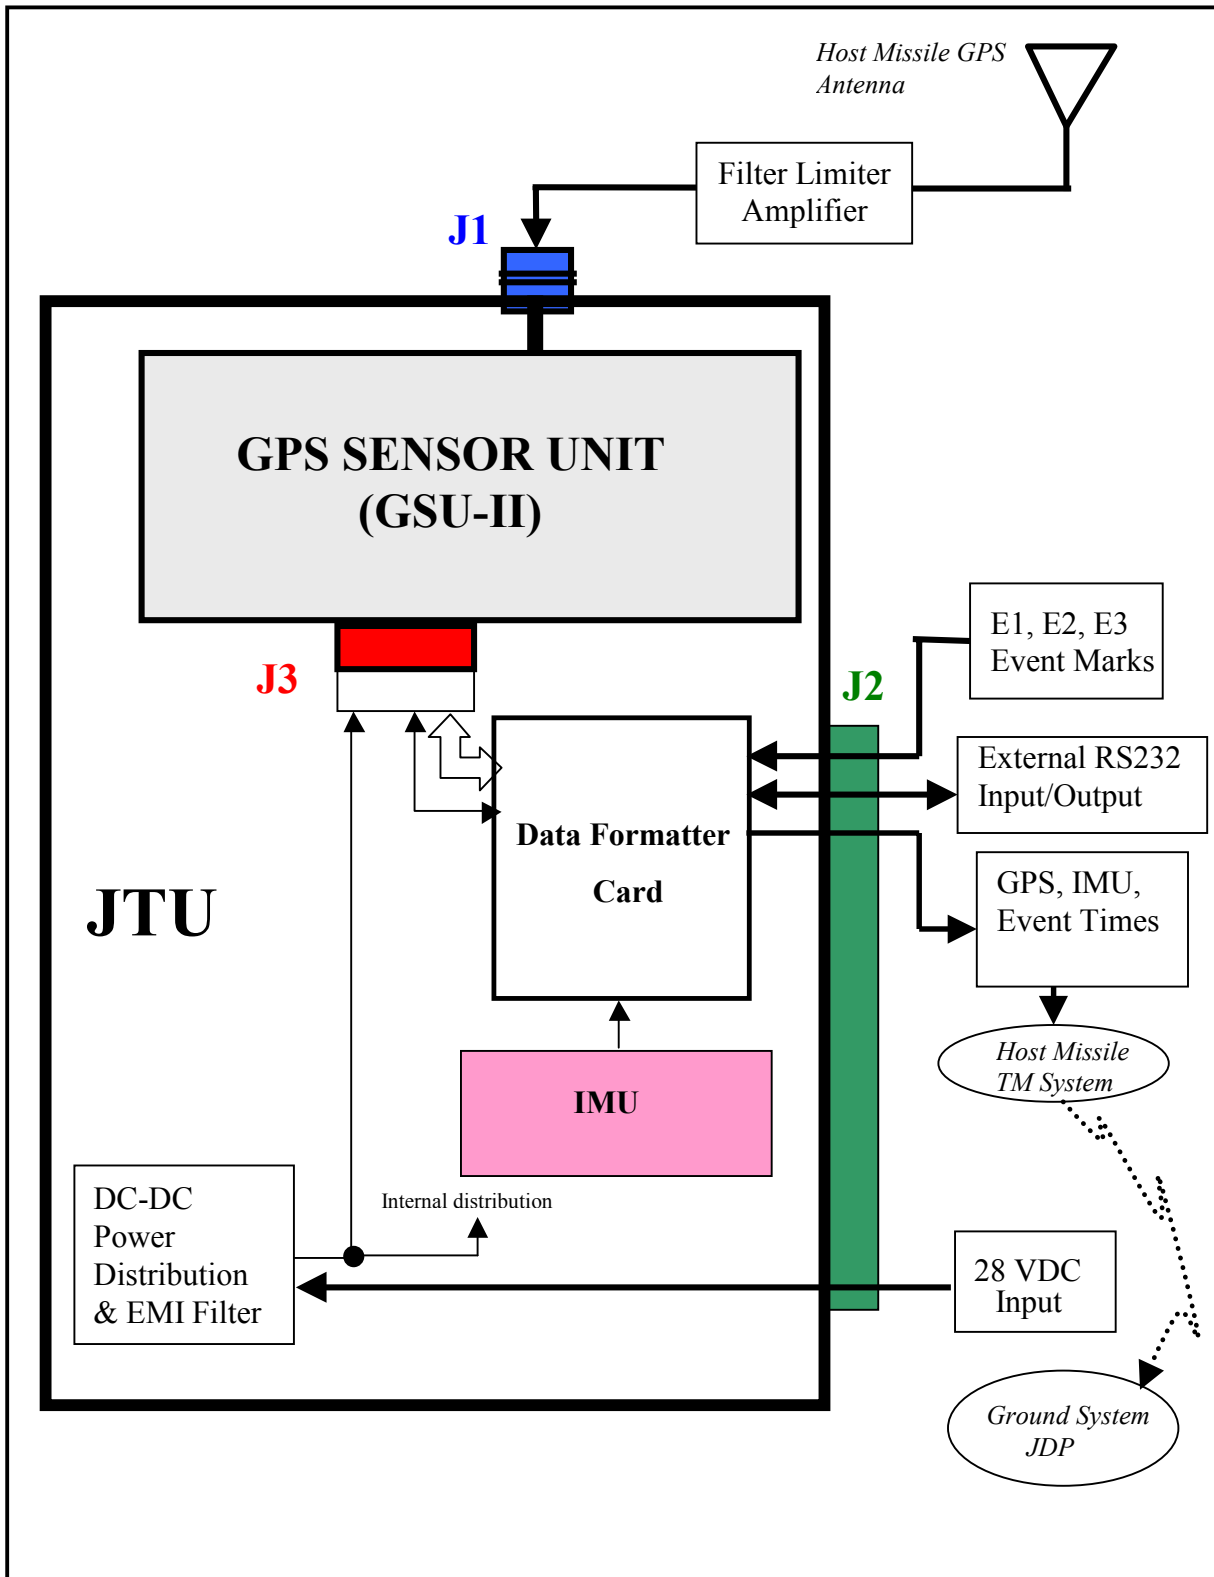 Host Missile GPS
Antenna
Filter Limiter
Amplifier
J1
GPS SENSOR UNIT
(GSU-II)
E1, E2, E3
Event Marks
J3
J2
External RS232
Input/Output
Data Formatter
Card
GPS, IMU,
Event Times
JTU
Host Missile
TM System
IMU
DC-DC
Power
Distribution
& EMI Filter
Internal distribution
28 VDC
Input
Ground System
JDP